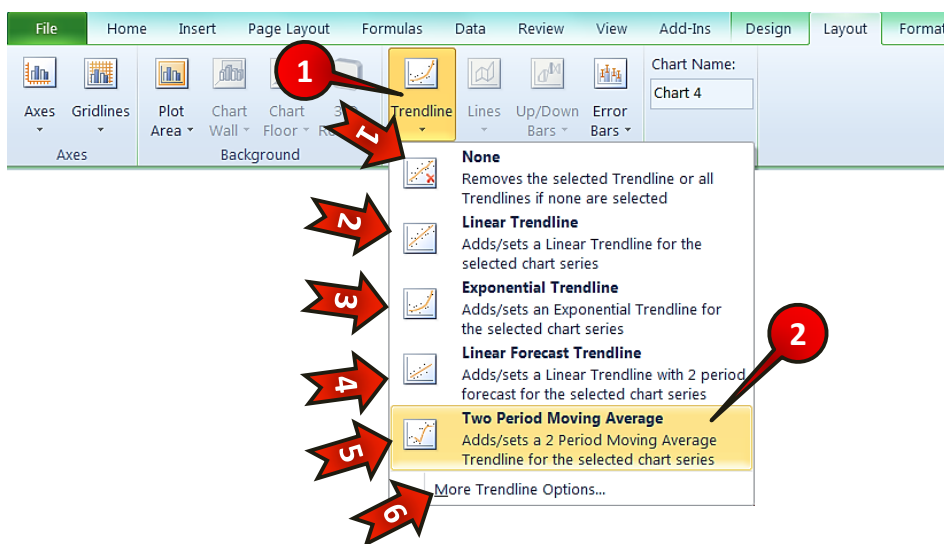 File Home Insert Page Layout Formulas Data Review View Add-Ins Design Layout Format
Chart Name:
Chart 4
Axes Gridlines Plot Area Chart Wall Chart Floor Trendline Lines Up/Down Bars Error Bars
Axes Background
1
2
1
2
3
4
5
6
None
Removes the selected Trendline or all
Trendlines if none are selected
Linear Trendline
Adds/sets a Linear Trendline for the
selected chart series
Exponential Trendline
Adds/sets an Exponential Trendline for
the selected chart series
Linear Forecast Trendline
Adds/sets a Linear Trendline with 2 period
forecast for the selected chart series
Two Period Moving Average
Adds/sets a 2 Period Moving Average
Trendline for the selected chart series
More Trendline Options...